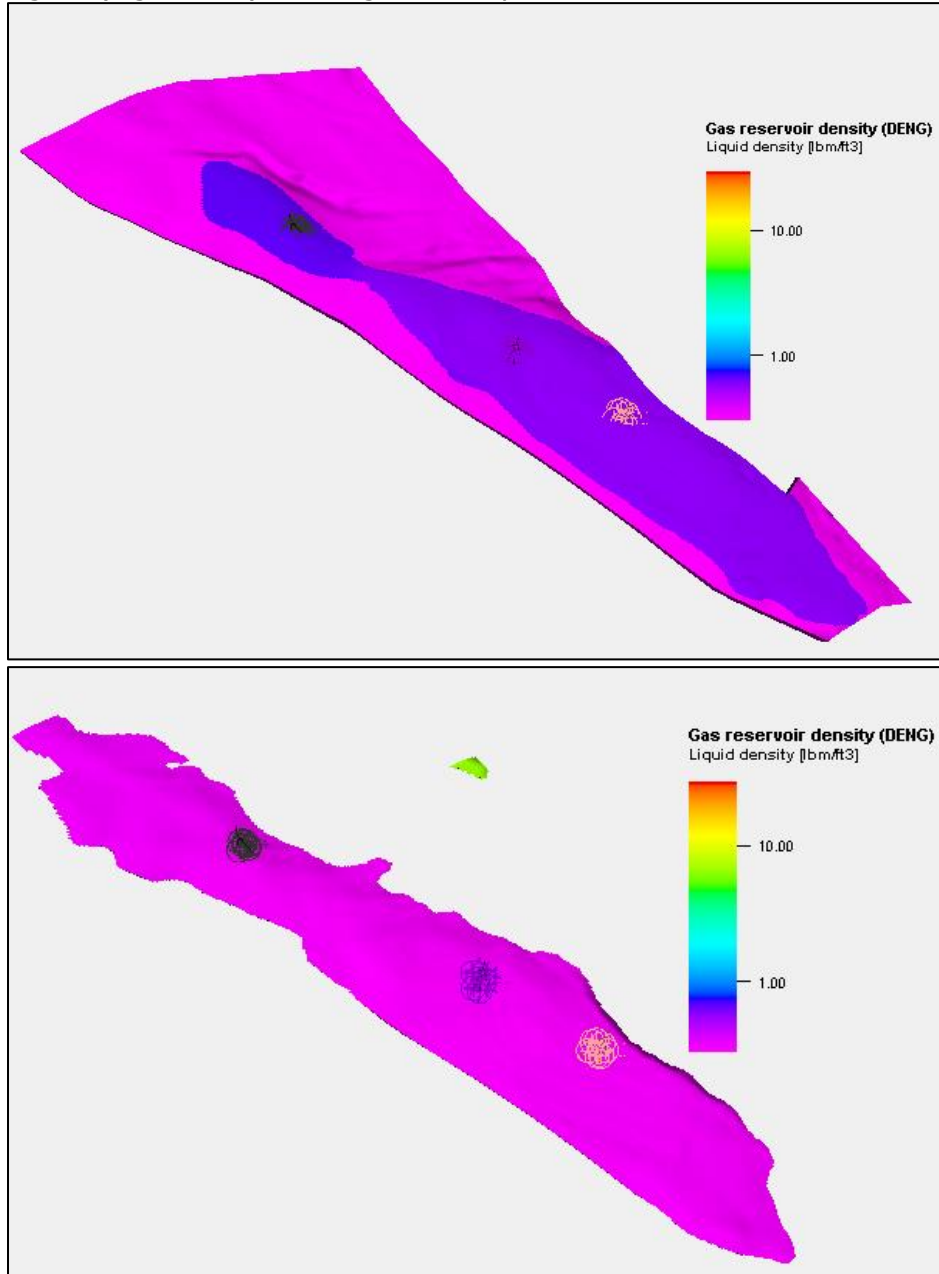 Gas reservoir density (DENG)
Liquid density [lbm/ft3]
10.00
1.00
Gas reservoir density (DENG)
Liquid density [lbm/ft3]
10.00
1.00